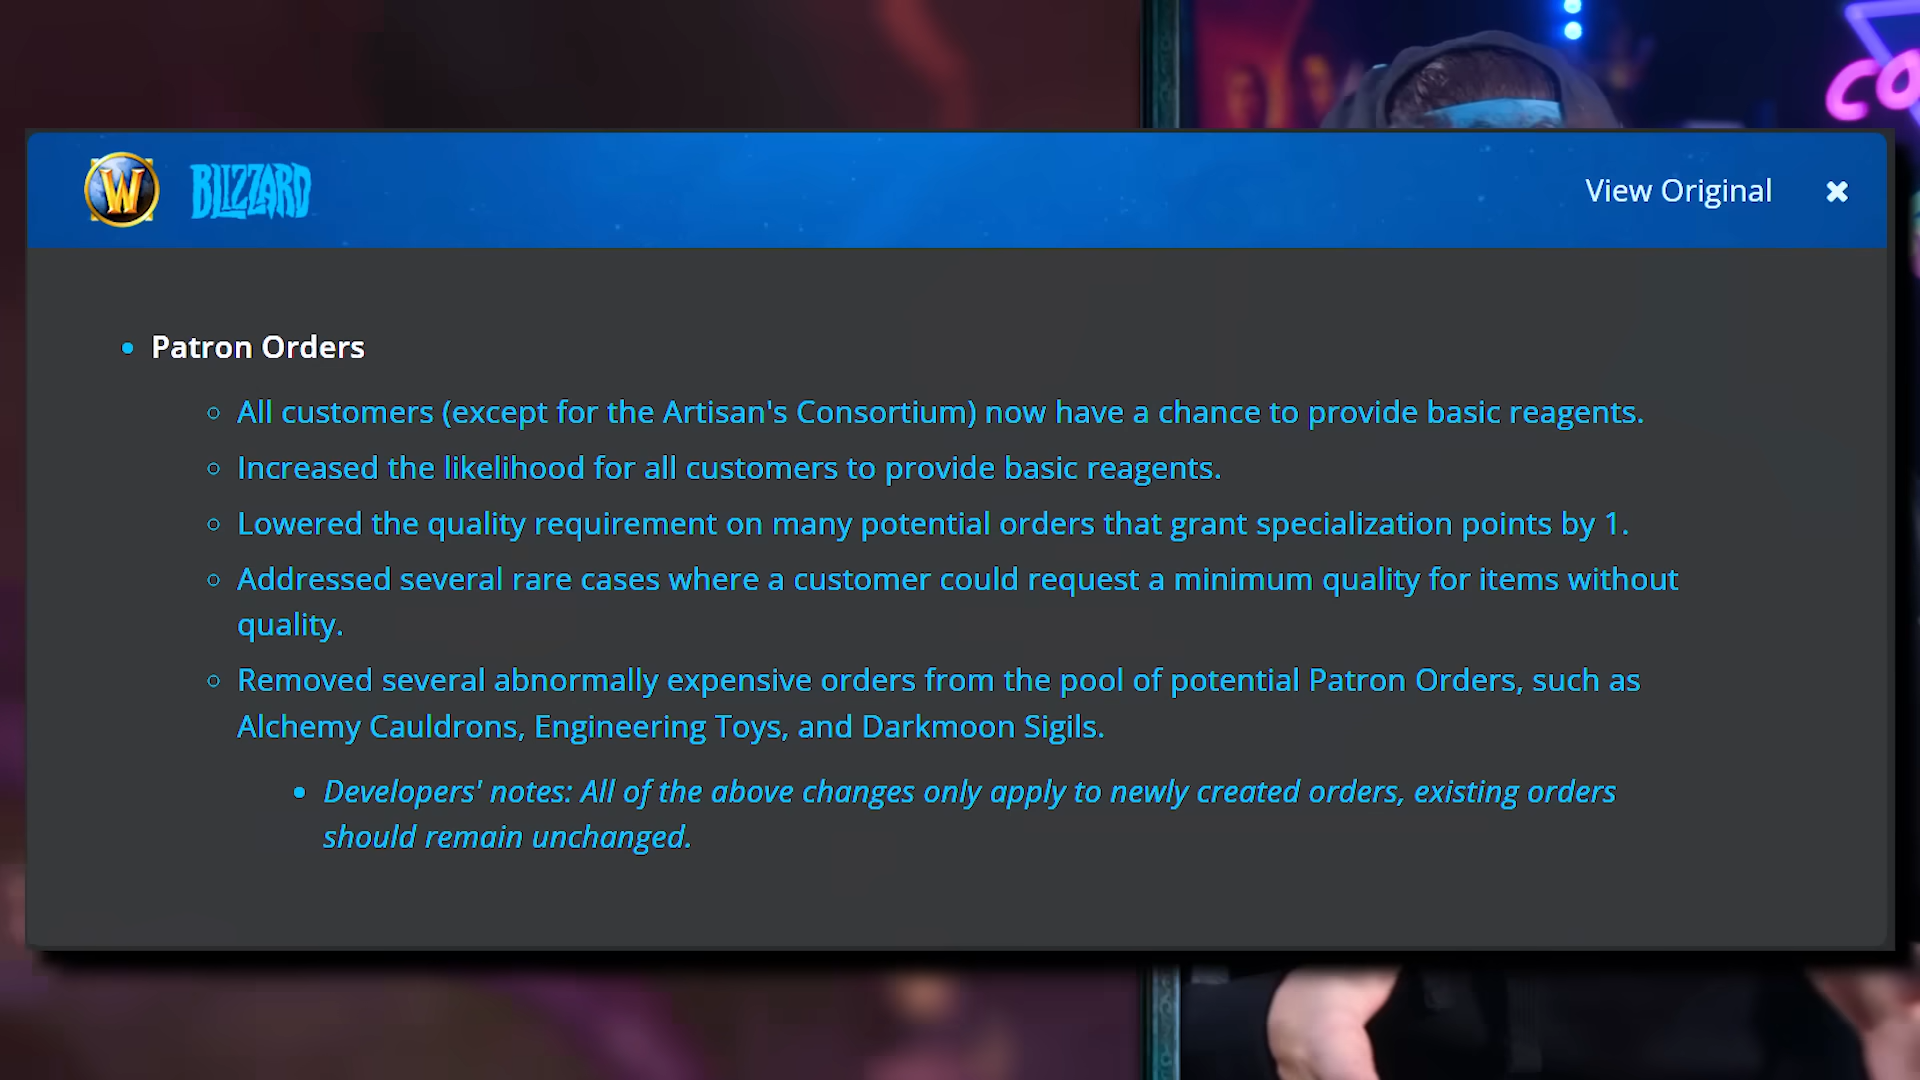 W
BLIZZARD
View Original
Patron Orders
All customers (except for the Artisan's Consortium) now have a chance to provide basic reagents.
Increased the likelihood for all customers to provide basic reagents.
Lowered the quality requirement on many potential orders that grant specialization points by 1.
Addressed several rare cases where a customer could request a minimum quality for items without
quality.
Removed several abnormally expensive orders from the pool of potential Patron Orders, such as
Alchemy Cauldrons, Engineering Toys, and Darkmoon Sigils.
Developers' notes: All of the above changes only apply to newly created orders, existing orders
should remain unchanged.